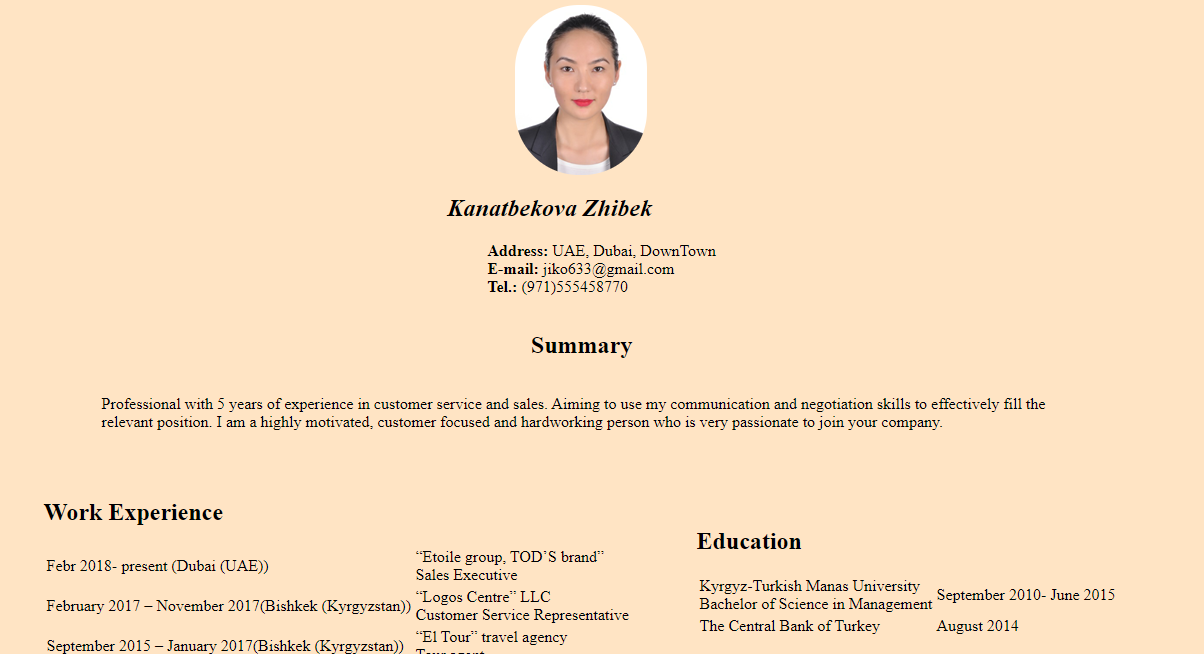 Kanatbekova Zhibek
Address: UAE, Dubai, DownTown
E-mail: jiko633@gmail.com
Tel.: (971)555458770
Summary
Professional with 5 years of experience in customer service and sales. Aiming to use my communication and negotiation skills to effectively fill the
relevant position. I am a highly motivated, customer focused and hardworking person who is very passionate to join your company.
Work Experience
Febr 2018- present (Dubai (UAE))
“Etoile group, TOD’S brand”
Sales Executive
February 2017 – November 2017(Bishkek (Kyrgyzstan))
“Logos Centre” LLC
Customer Service Representative
September 2015 – January 2017(Bishkek (Kyrgyzstan))
“El Tour” travel agency
Tour agent
Education
Kyrgyz-Turkish Manas University
Bachelor of Science in Management
September 2010- June 2015
The Central Bank of Turkey
August 2014